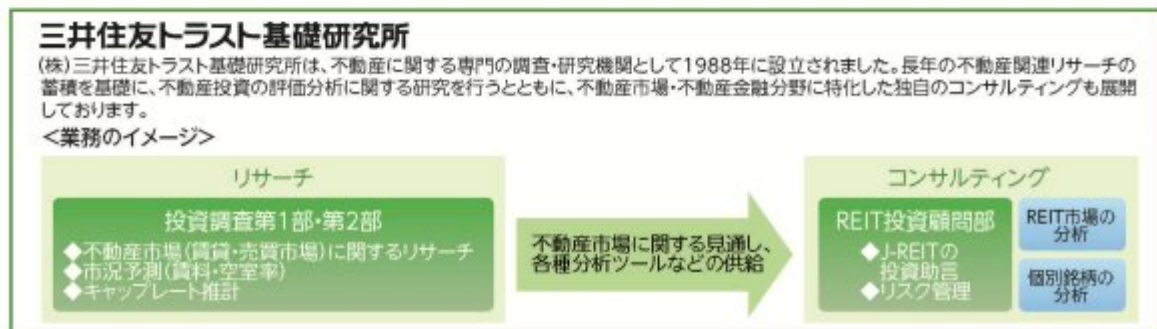 三井住友トラスト基礎研究所
(株)三井住友トラスト基礎研究所は、不動産に関する専門の調査・研究機関として1988年に設立されました。長年の不動産関連リサーチの
蓄積を基礎に、不動産投資の評価分析に関する研究を行うとともに、不動産市場・不動産金融分野に特化した独自のコンサルティングも展開
しております。
＜業務のイメージ＞
リサーチ
投資調査第1部・第2部
◆不動産市場(賃貸・売買市場)に関するリサーチ
◆市況予測(賃料・空室率)
◆キャップレート推計
不動産市場に関する見通し、
各種分析ツールなどの供給
コンサルティング
REIT投資顧問部
◆J-REITの
投資助言
◆リスク管理
REIT市場の
分析
個別銘柄の
分析